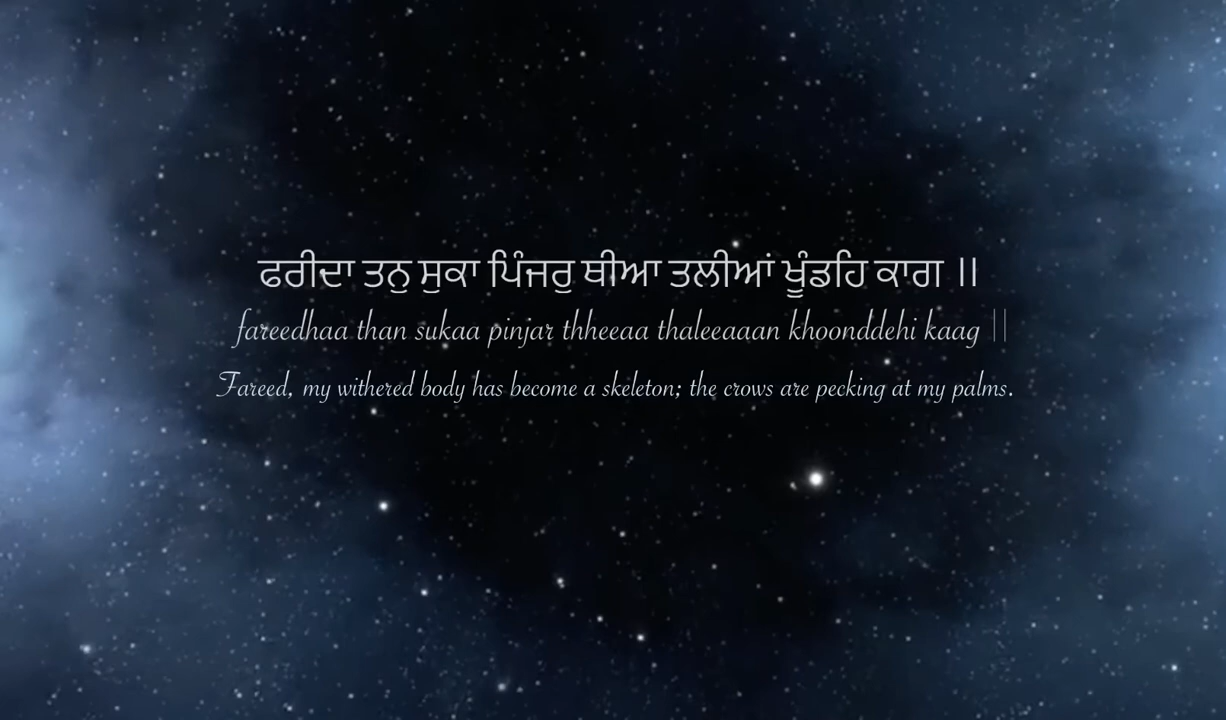 ਫਰੀਦਾ ਤਨੁ ਸੁਕਾ ਪਿੰਜਰੁ ਥੀਆ ਤਲੀਆਂ ਖੂੰਡਹਿ ਕਾਗ ॥
fareedhaa than sukaa pinjar thheeaa thaleeaaan khoonddehi kaag ||
Fareed, my withered body has become a skeleton; the crows are pecking at my palms.